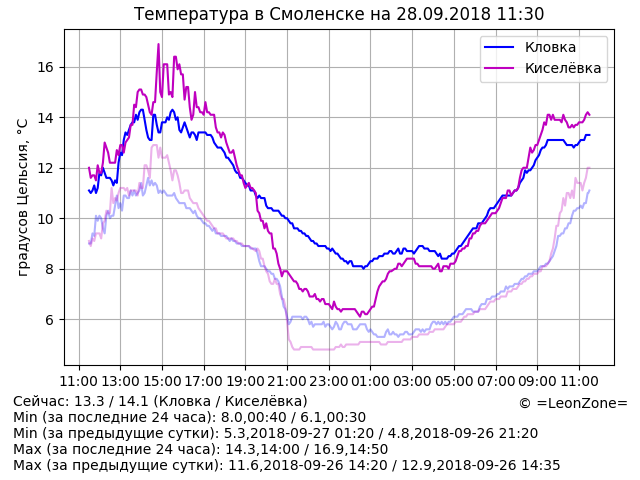 Температура в Смоленске на 28.09.2018 11:30
Кловка
Киселёвка
градусов Цельсия, °C
16
14
12
10
8
6
11:00 13:00 15:00 17:00 19:00 21:00 23:00 01:00 03:00 05:00 07:00 09:00 11:00
Сейчас: 13.3 / 14.1 (Кловка / Киселёвка)
© =LeonZone=
Min (за последние 24 часа): 8.0,00:40 / 6.1,00:30
Min (за предыдущие сутки): 5.3,2018-09-27 01:20 / 4.8,2018-09-26 21:20
Max (за последние 24 часа): 14.3,14:00 / 16.9,14:50
Max (за предыдущие сутки): 11.6,2018-09-26 14:20 / 12.9,2018-09-26 14:35